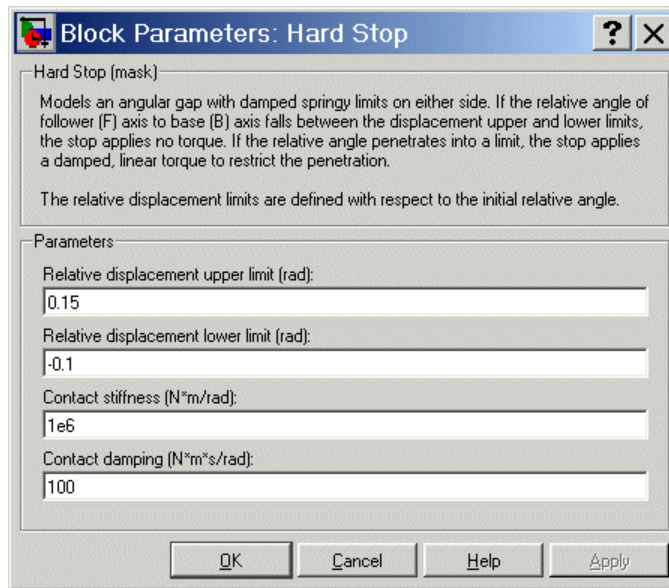 Block Parameters: Hard Stop
?
Hard Stop (mask)
Models an angular gap with damped springy limits on either side. If the relative angle of
follower (F) axis to base (B) axis falls between the displacement upper and lower limits,
the stop applies no torque. If the relative angle penetrates into a limit, the stop applies
a damped, linear torque to restrict the penetration.
The relative displacement limits are defined with respect to the initial relative angle.
Parameters
Relative displacement upper limit (rad):
0.15
Relative displacement lower limit (rad):
-0.1
Contact stiffness (N*m/rad):
1e6
Contact damping (N*m*s/rad):
100
OK Cancel Help Apply